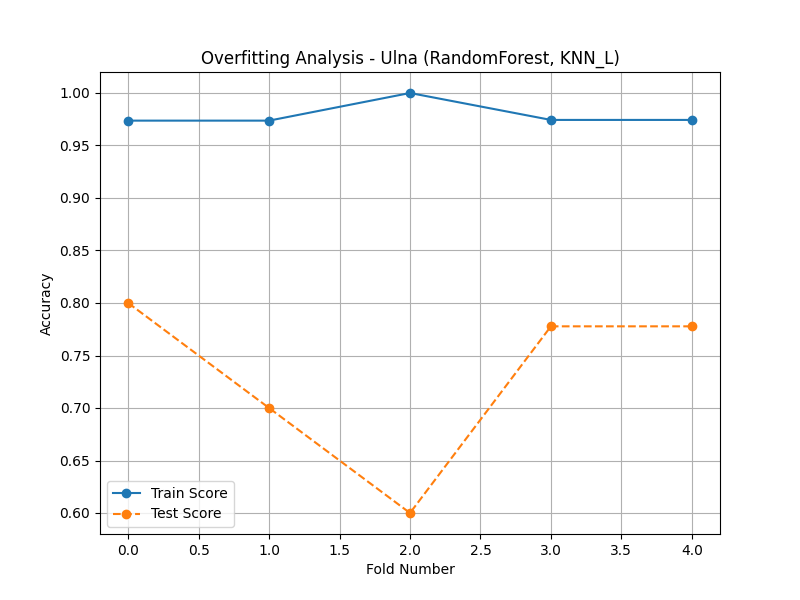 Overfitting Analysis - Ulna (RandomForest, KNN_L)
Accuracy
1.00
0.95
0.90
0.85
0.80
0.75
0.70
0.65
0.60
Train Score
Test Score
0.0 0.5 1.0 1.5 2.0 2.5 3.0 3.5 4.0
Fold Number